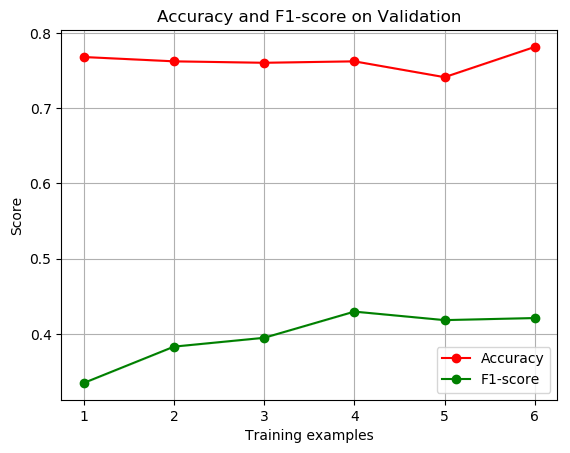 Accuracy and F1-score on Validation
0.8
0.7
0.6
0.5
0.4
Score
Accuracy
F1-score
1 2 3 4 5 6
Training examples